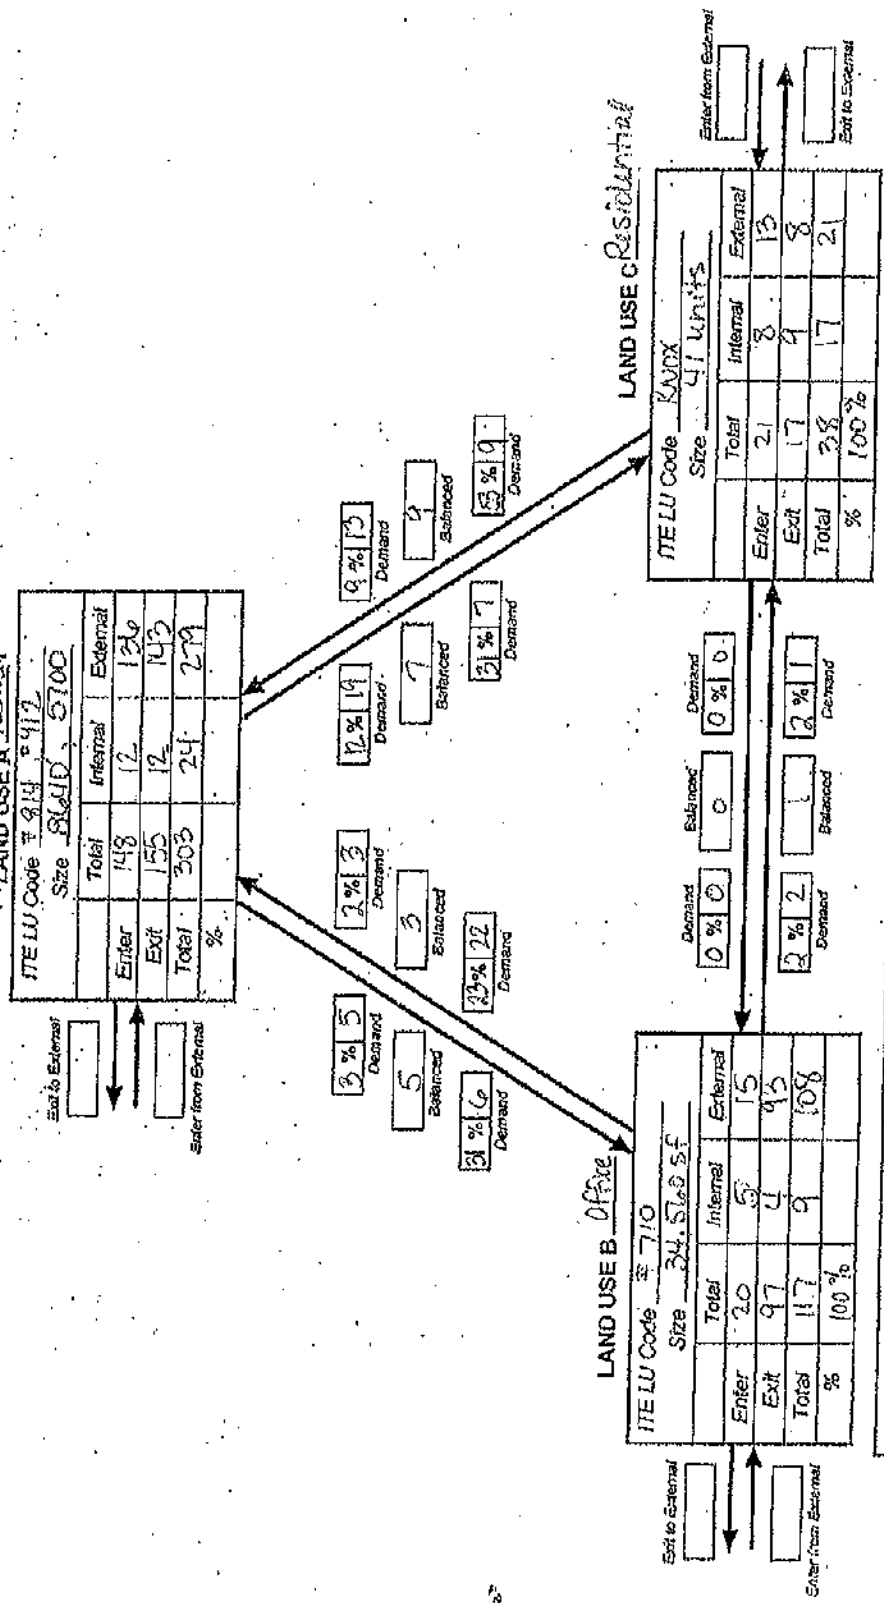 LAND USE A
ITE LU Code #814, #912
Size 8640, 5700
Total Internal External
Enter 148 12 136
Exit 155 12 143
Total 303 24 279
%
Exit to External
Enter from External
3% 5
Demand
5
Balanced
31% 6
Demand
2% 3
Demand
3
Balanced
23% 22
Demand
12% 19
Demand
7
Balanced
31% 7
Demand
9% 13
Demand
9
Balanced
53% 9
Demand
LAND USE B Office
ITE LU Code #710
Size 34,560 sf
Total Internal External
Enter 20 5 15
Exit 97 4 93
Total 117 9 108
% 100%
Exit to External
Enter from External
Demand
0% 0
Balanced
0
Demand
0% 0
2% 2
Demand
1
Balanced
2% 1
Demand
LAND USE C Residential
ITE LU Code KNOX
Size 41 units
Total Internal External
Enter 21 8 13
Exit 17 9 8
Total 38 17 21
% 100%
Enter from External
Exit to External